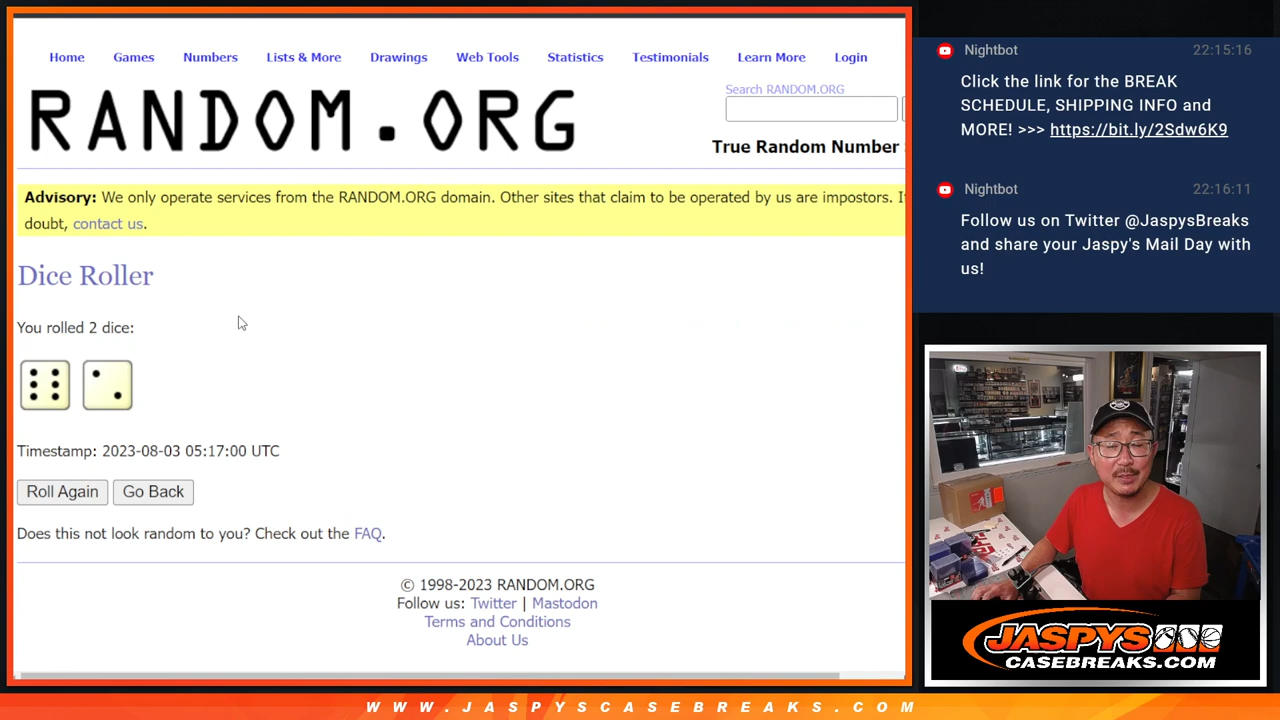 Home Games Numbers Lists & More Drawings Web Tools Statistics Testimonials Learn More Login
RANDOM.ORG
Search RANDOM.ORG
True Random Number
Advisory: We only operate services from the RANDOM.ORG domain. Other sites that claim to be operated by us are impostors. I
doubt, contact us.
Dice Roller
You rolled 2 dice:
Timestamp: 2023-08-03 05:17:00 UTC
Roll Again Go Back
Does this not look random to you? Check out the FAQ.
© 1998-2023 RANDOM.ORG
Follow us: Twitter | Mastodon
Terms and Conditions
About Us
Nightbot 22:15:16
Click the link for the BREAK
SCHEDULE, SHIPPING INFO and
MORE! >>> https://bit.ly/2Sdw6K9
Nightbot 22:16:11
Follow us on Twitter @JaspysBreaks
and share your Jaspy's Mail Day with
us!
JASPYS
CASEBREAKS.COM
WWW.JASPYSCASEBREAKS.COM